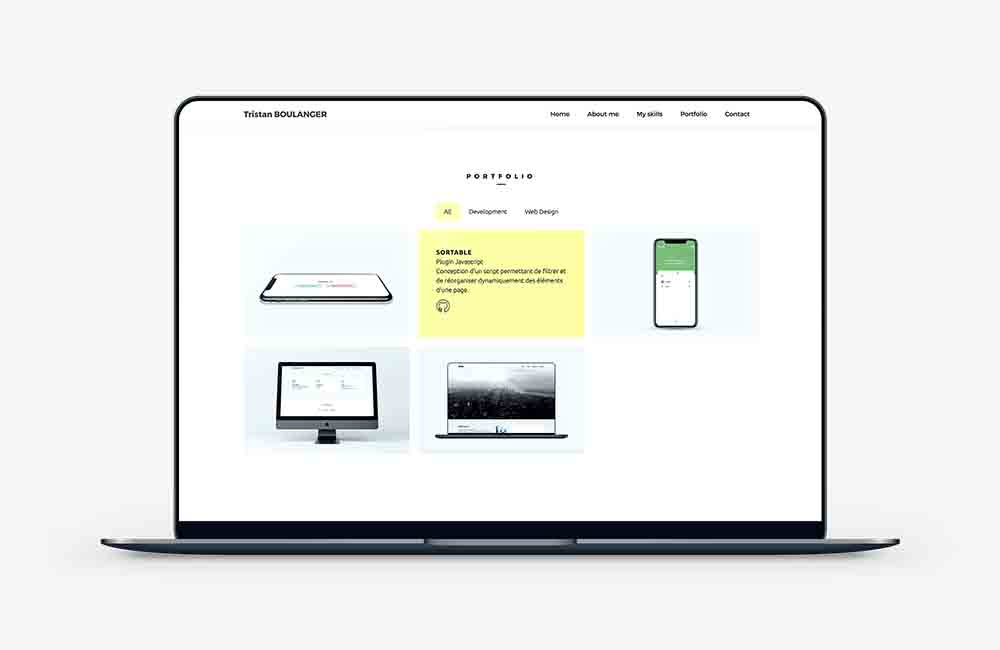 Tristan BOULANGER
Home About me My skills Portfolio Contact
PORTFOLIO
All Development Web Design
SORTABLE
Plugin Javascript
Conception d'un script permettant de filtrer et
de réorganiser dynamiquement des éléments
d'une page.